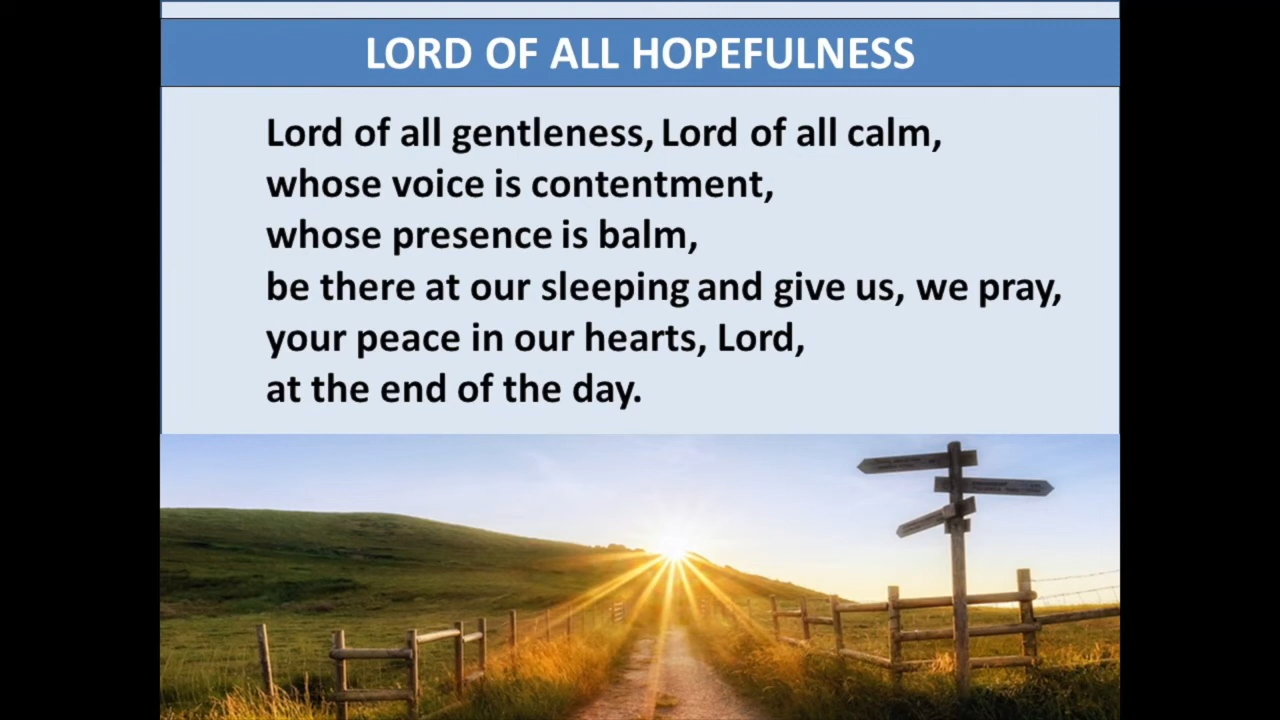 LORD OF ALL HOPEFULNESS
Lord of all gentleness, Lord of all calm,
whose voice is contentment,
whose presence is balm,
be there at our sleeping and give us, we pray,
your peace in our hearts, Lord,
at the end of the day.